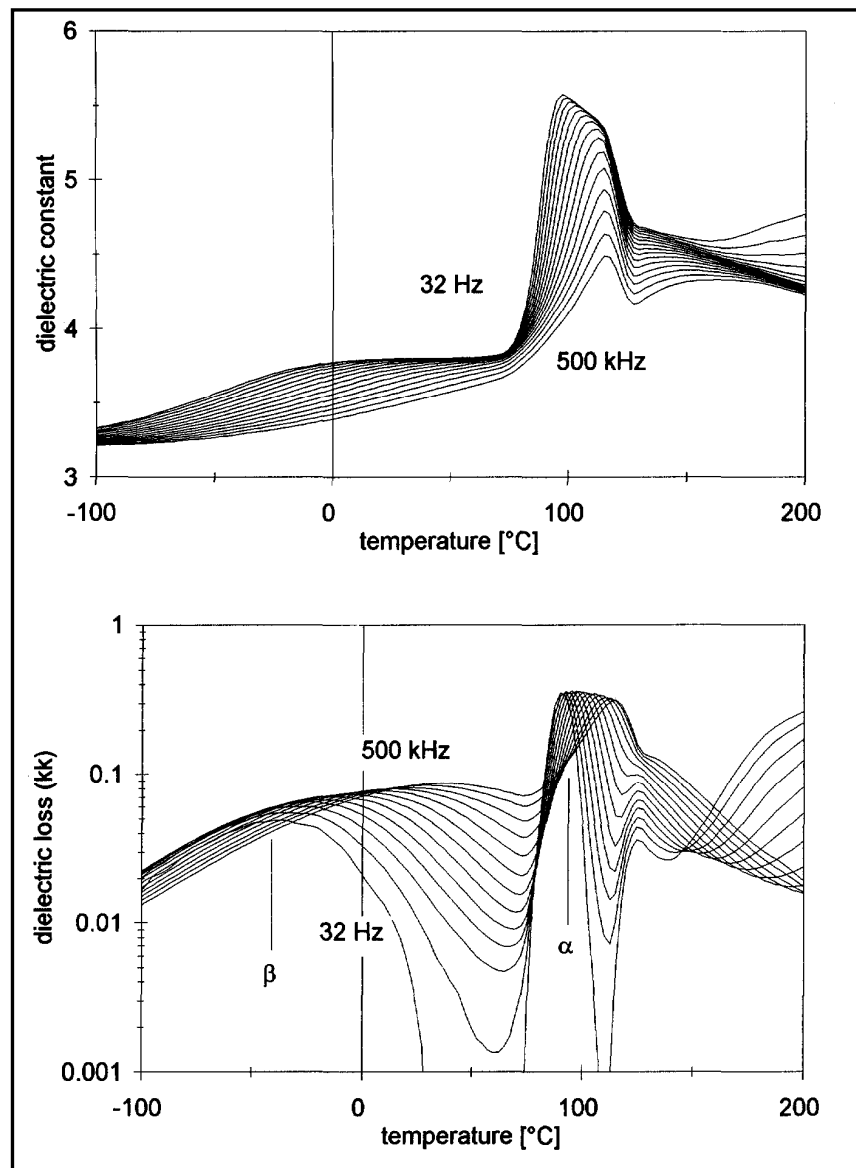 6
5
4
3
dielectric constant
32 Hz
500 kHz
-100
0
100
200
temperature [°C]
1
0.1
0.01
0.001
dielectric loss (kk)
500 kHz
32 Hz
β
α
-100
0
100
200
temperature [°C]